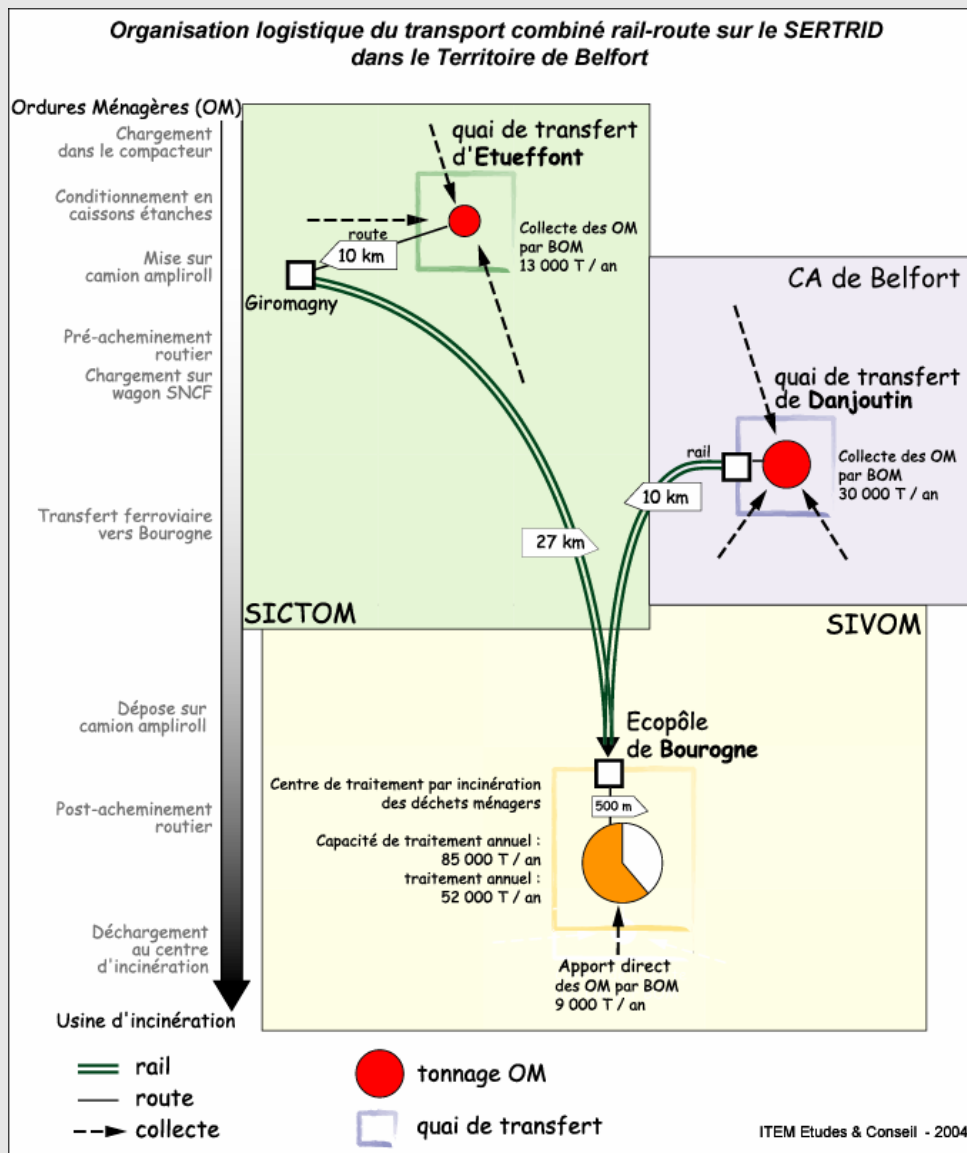 Organisation logistique du transport combiné rail-route sur le SERTRID
dans le Territoire de Belfort
Ordures Ménagères (OM)
Chargement
dans le compacteur
Conditionnement en
caissons étanches
Mise sur
camion ampliroll
Pré-acheminement
routier
Chargement sur
wagon SNCF
Transfert ferroviaire
vers Bourogne
Dépose sur
camion ampliroll
Post-acheminement
routier
Déchargement
au centre
d'incinération
Usine d'incinération
quai de transfert
d'Etueffont
Collecte des OM
par BOM
13 000 T / an
route
10 km
Giromagny
27 km
SICTOM
CA de Belfort
quai de transfert
de Danjoutin
Collecte des OM
par BOM
30 000 T / an
rail
10 km
SIVOM
Ecopôle
de Bourogne
Centre de traitement par incinération
des déchets ménagers
500 m
Capacité de traitement annuel :
85 000 T / an
traitement annuel :
52 000 T / an
Apport direct
des OM par BOM
9 000 T / an
rail
route
collecte
tonnage OM
quai de transfert
ITEM Etudes & Conseil - 2004